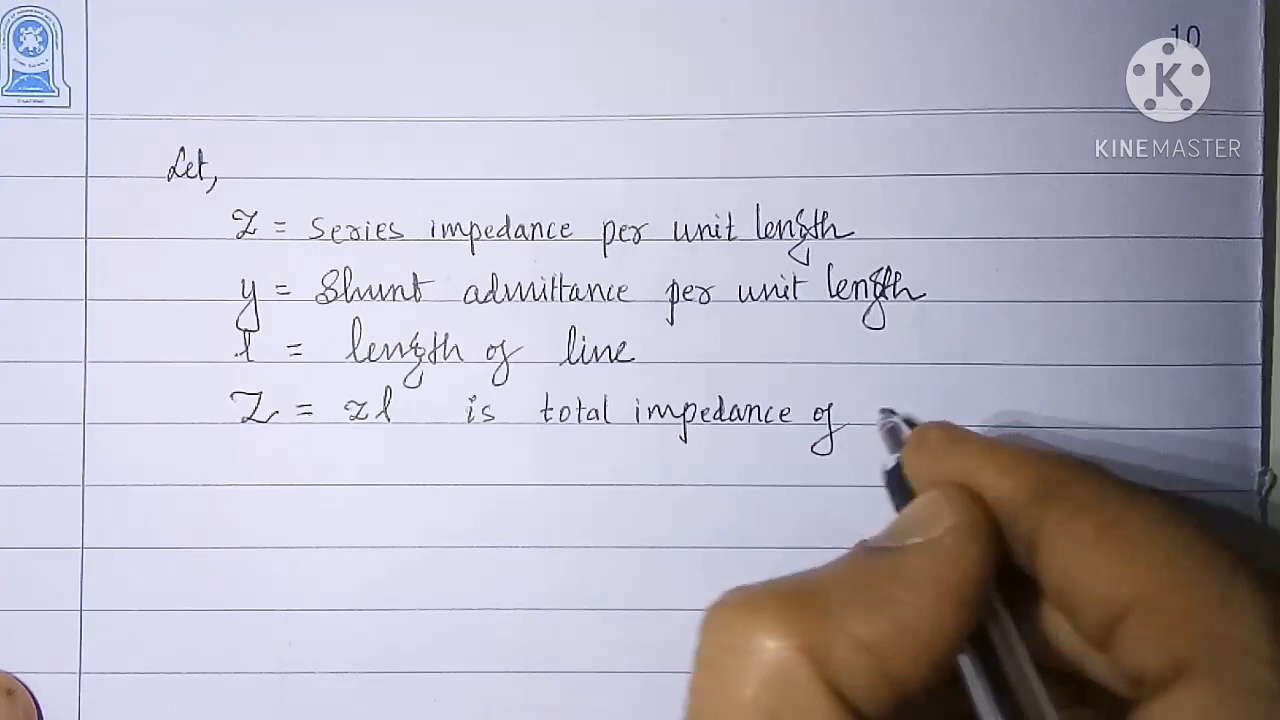 10
K
KINEMASTER
Let,
z = series impedance per unit length
y = Shunt admittance per unit length
l = length of line
Z = zl is total impedance of